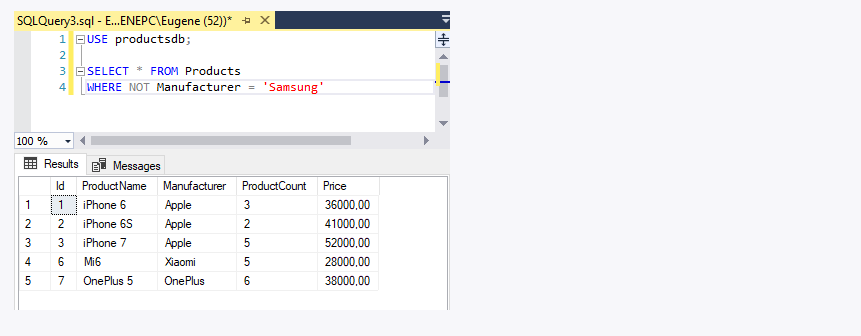 SQLQuery3.sql - E...ENEPC\Eugene (52))*
1 USE productsdb;
2
3 SELECT * FROM Products
4 WHERE NOT Manufacturer = 'Samsung'
100 %
Results Messages
Id ProductName Manufacturer ProductCount Price
1 1 iPhone 6 Apple 3 36000,00
2 2 iPhone 6S Apple 2 41000,00
3 3 iPhone 7 Apple 5 52000,00
4 6 Mi6 Xiaomi 5 28000,00
5 7 OnePlus 5 OnePlus 6 38000,00